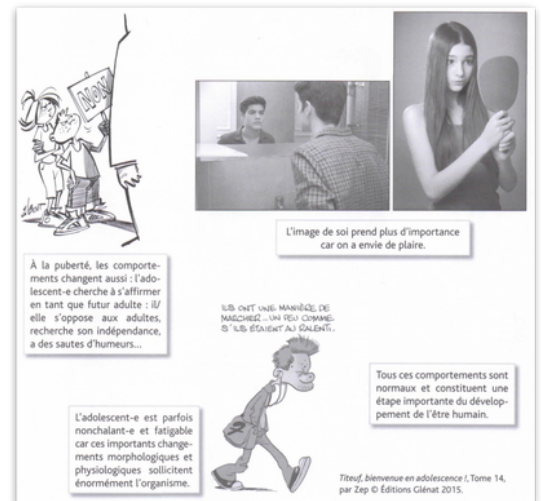 NON
L'image de soi prend plus d'importance
car on a envie de plaire.
À la puberté, les comporte-
ments changent aussi : l'ado-
lescent-e cherche à s'affirmer
en tant que futur adulte : il/
elle s'oppose aux adultes,
recherche son indépendance,
a des sautes d'humeurs...
ILS ONT UNE MANIÈRE DE
MARCHER... UN PEU COMME
S'ILS ÉTAIENT AU RALENTI..
Tous ces comportements sont
normaux et constituent une
étape importante du dévelop-
pement de l'être humain.
L'adolescent-e est parfois
nonchalant-e et fatigable
car ces importants change-
ments morphologiques et
physiologiques sollicitent
énormément l'organisme.
Titeuf, bienvenue en adolescence !, Tome 14,
par Zep © Éditions Glénat 2015.